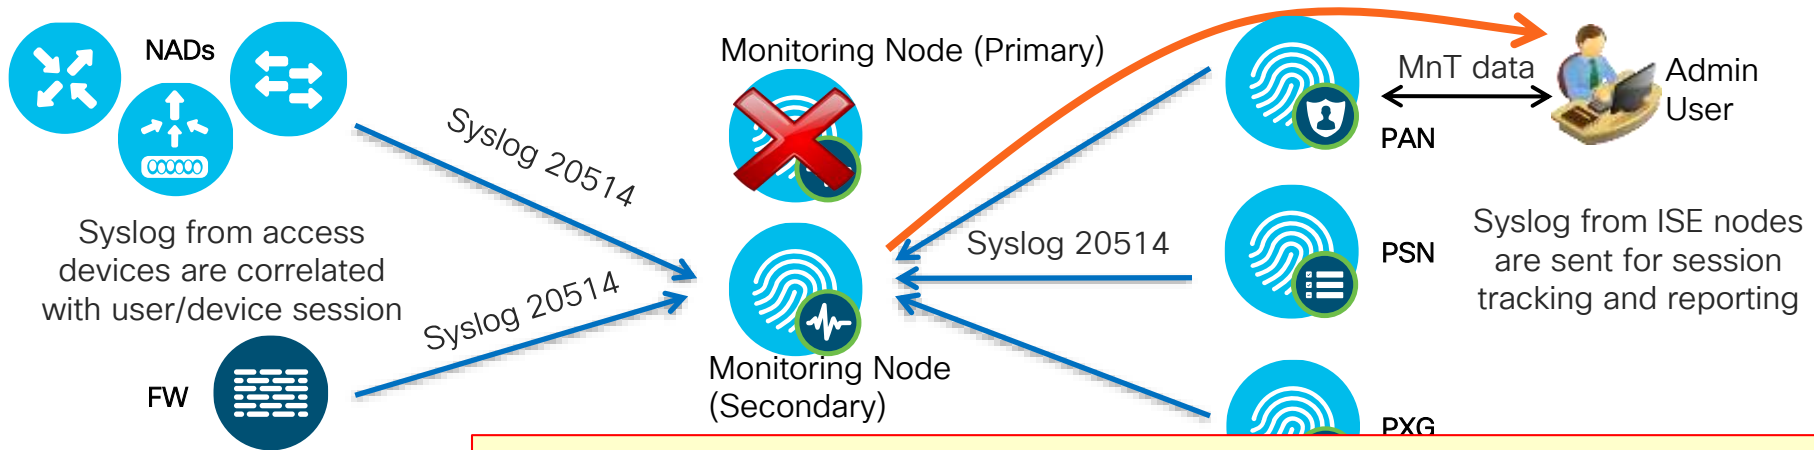 NADs
Syslog 20514
Syslog from access
devices are correlated
with user/device session
Syslog 20514
FW
Monitoring Node (Primary)
Monitoring Node
(Secondary)
MnT data
Admin
User
PAN
Syslog 20514
PSN
Syslog from ISE nodes
are sent for session
tracking and reporting
PXG